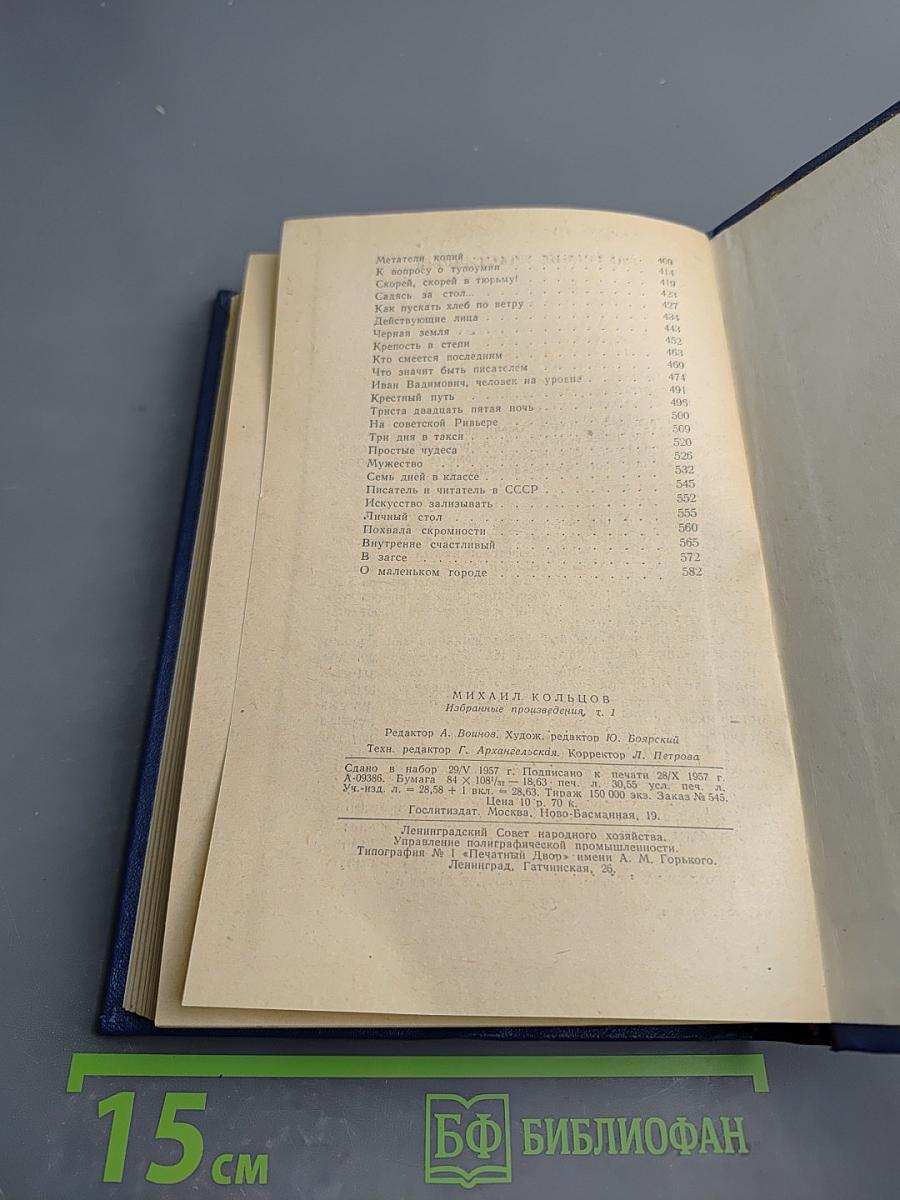 Метатели копий . 409
К вопросу о тупоумии . 414
Скорей, скорей в тюрьму! 419
Садясь за стол... 423
Как пускать хлеб по ветру 427
Действующие лица 434
Черная земля 443
Крепость в степи 452
Кто смеется последним 463
Что значит быть писателем 469
Иван Вадимович, человек на уровне 474
Крестный путь 491
Триста двадцать пятая ночь 496
На советской Ривьере 500
Три дня в такси 509
Простые чудеса 520
Мужество 526
Семь дней в классе 532
Писатель и читатель в СССР 545
Искусство зализывать 552
Личный стол 555
Похвала скромности 560
Внутренне счастливый 565
В загсе 572
О маленьком городе 582
МИХАИЛ КОЛЬЦОВ
Избранные произведения, т. 1
Редактор А. Воинов. Худож. редактор Ю. Боярский
Техн. редактор Г. Архангельская. Корректор Л. Петрова
Сдано в набор 29/V 1957 г. Подписано к печати 28/X 1957 г.
А-09386. Бумага 84 × 108 1/32 — 18,63 печ. л. 30,55 усл. печ. л.
Уч.-изд. л. = 28,58 + 1 вкл. = 28,63. Тираж 150 000 экз. Заказ № 545.
Цена 10 р. 70 к.
Гослитиздат. Москва, Ново-Басманная, 19.
Ленинградский Совет народного хозяйства.
Управление полиграфической промышленности.
Типография № 1 «Печатный Двор» имени А. М. Горького.
Ленинград, Гатчинская, 26.
15 см
БФ БИБЛИОФАН